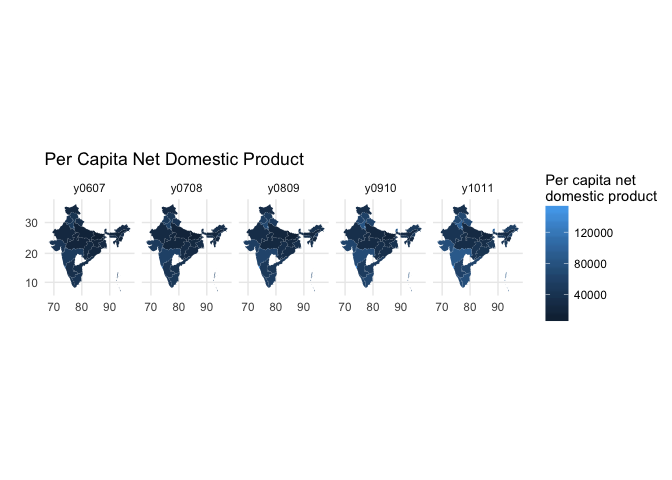 Per Capita Net Domestic Product
y0607 y0708 y0809 y0910 y1011
30
20
10
70 80 90 70 80 90 70 80 90 70 80 90 70 80 90
Per capita net
domestic product
120000
80000
40000